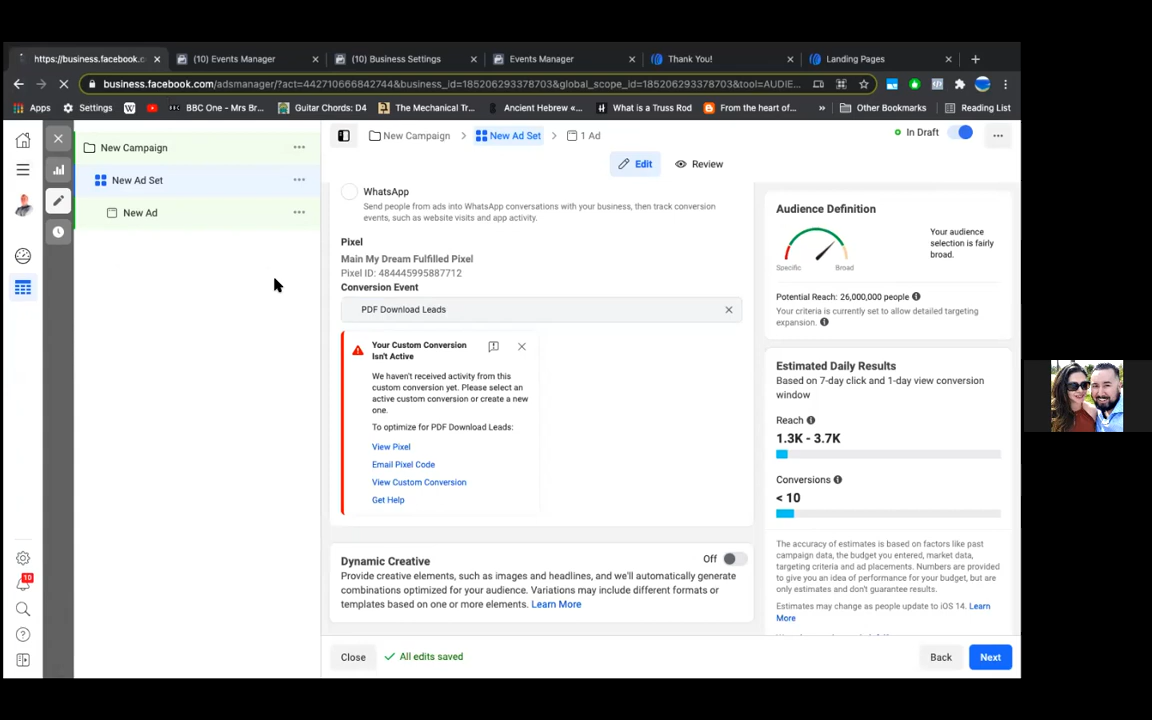 https://business.facebook.c
(10) Events Manager
(10) Business Settings
Events Manager
Thank You!
Landing Pages
business.facebook.com/adsmanager/?act=442710666842744&business_id=185206293378703&global_scope_id=185206293378703&tool=AUDIE...
Apps
Settings
BBC One - Mrs Br...
Guitar Chords: D4
The Mechanical Tr...
Ancient Hebrew «...
What is a Truss Rod
From the heart of...
»
Other Bookmarks
Reading List
New Campaign
New Ad Set
New Ad
10
New Campaign
New Ad Set
1 Ad
In Draft
Edit
Review
WhatsApp
Send people from ads into WhatsApp conversations with your business, then track conversion
events, such as website visits and app activity.
Pixel
Main My Dream Fulfilled Pixel
Pixel ID: 484445995887712
Conversion Event
PDF Download Leads
Your Custom Conversion
Isn't Active
We haven't received activity from this
custom conversion yet. Please select an
active custom conversion or create a new
one.
To optimize for PDF Download Leads:
View Pixel
Email Pixel Code
View Custom Conversion
Get Help
Dynamic Creative
Off
Provide creative elements, such as images and headlines, and we'll automatically generate
combinations optimized for your audience. Variations may include different formats or
templates based on one or more elements. Learn More
Close
All edits saved
Back
Next
Audience Definition
Specific
Broad
Your audience
selection is fairly
broad.
Potential Reach: 26,000,000 people
Your criteria is currently set to allow detailed targeting
expansion.
Estimated Daily Results
Based on 7-day click and 1-day view conversion
window
Reach
1.3K - 3.7K
Conversions
< 10
The accuracy of estimates is based on factors like past
campaign data, the budget you entered, market data,
targeting criteria and ad placements. Numbers are provided
to give you an idea of performance for your budget, but are
only estimates and don't guarantee results.
Estimates may change as people update to iOS 14. Learn
More